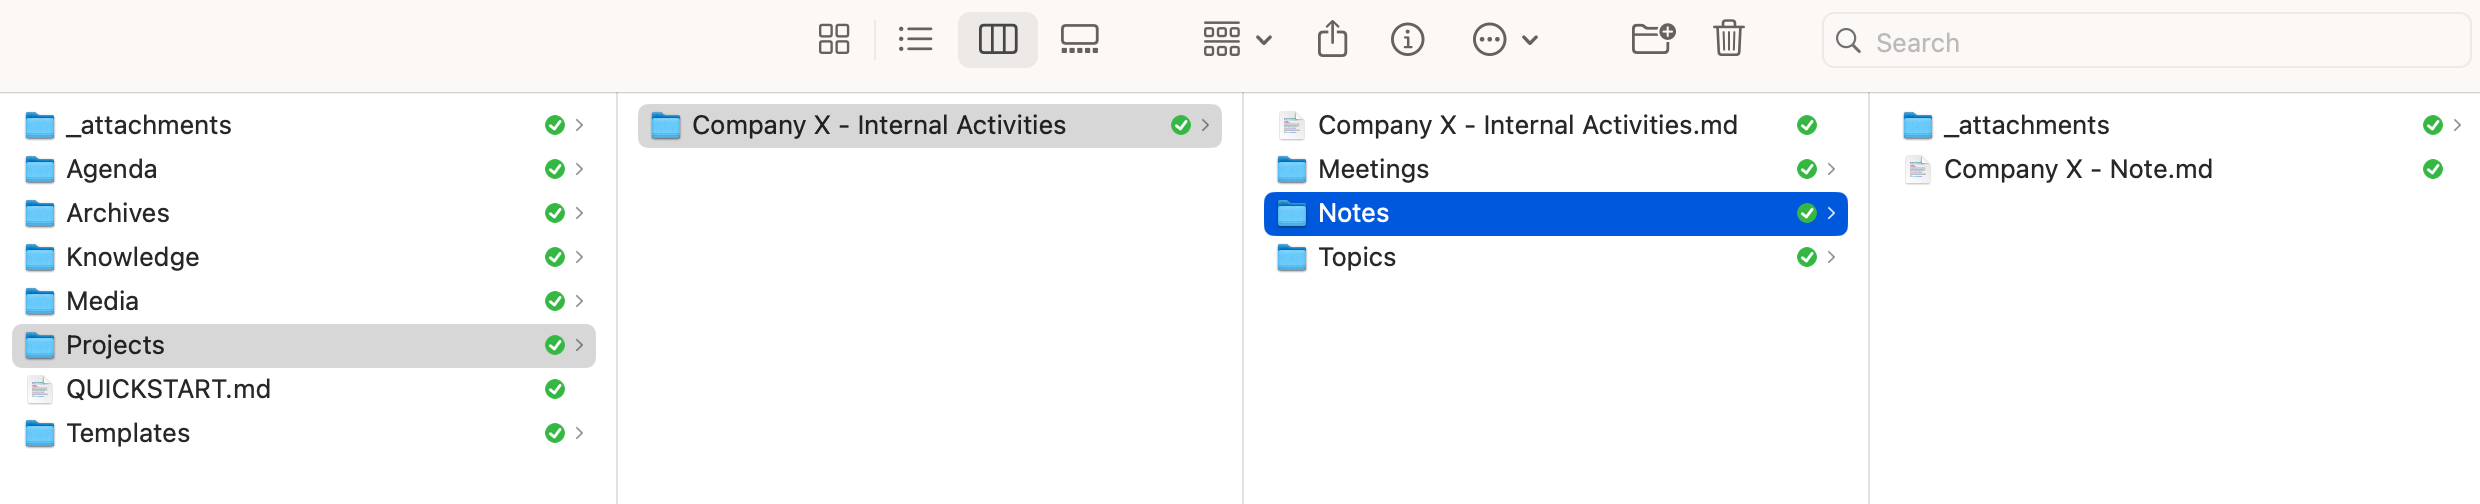 Search
_attachments
Agenda
Archives
Knowledge
Media
Projects
QUICKSTART.md
Templates
Company X - Internal Activities
Company X - Internal Activities.md
Meetings
Notes
Topics
_attachments
Company X - Note.md